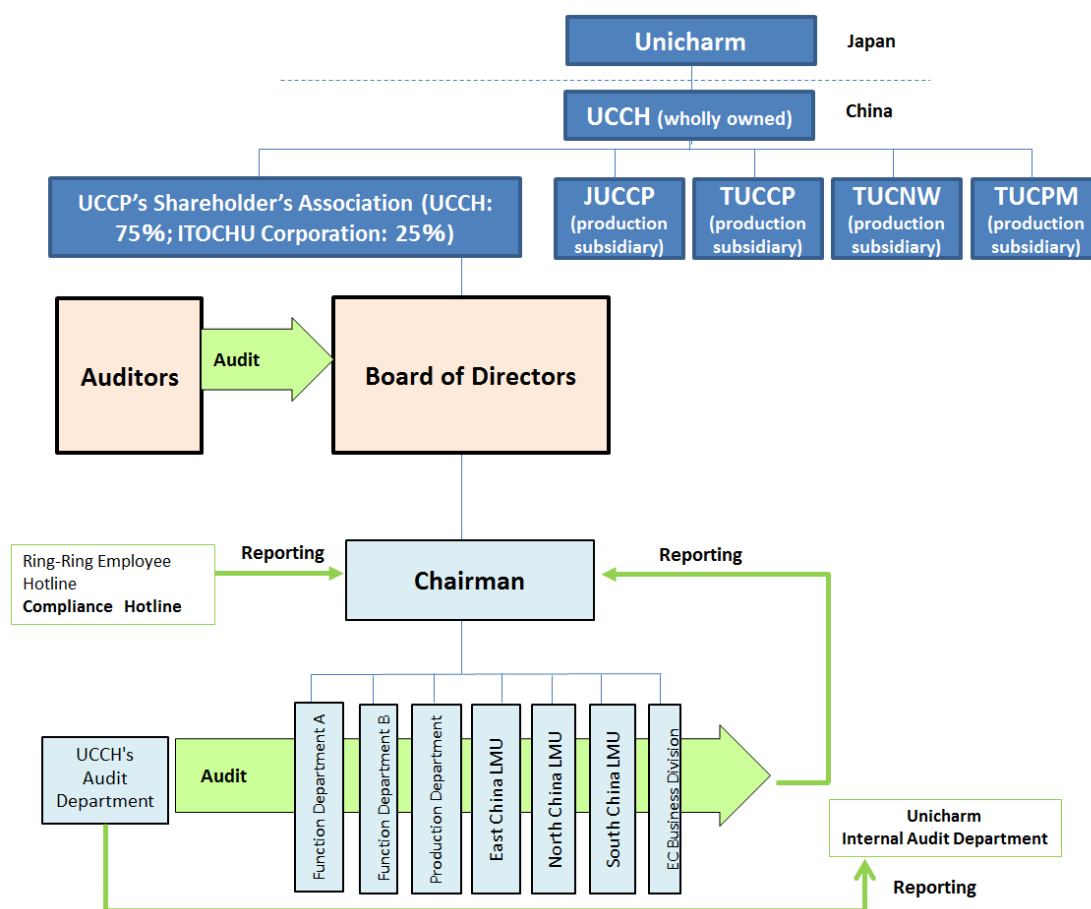 Unicharm
Japan
UCCH (wholly owned)
China
UCCP's Shareholder's Association (UCCH:
75%; ITOCHU Corporation: 25%)
JUCCP
(production
subsidiary)
TUCCP
(production
subsidiary)
TUCNW
(production
subsidiary)
TUCPM
(production
subsidiary)
Auditors
Audit
Board of Directors
Ring-Ring Employee
Hotline
Compliance Hotline
Reporting
Chairman
Reporting
UCCH's
Audit
Department
Audit
Function Department A
Function Department B
Production Department
East China LMU
North China LMU
South China LMU
EC Business Division
Unicharm
Internal Audit Department
Reporting